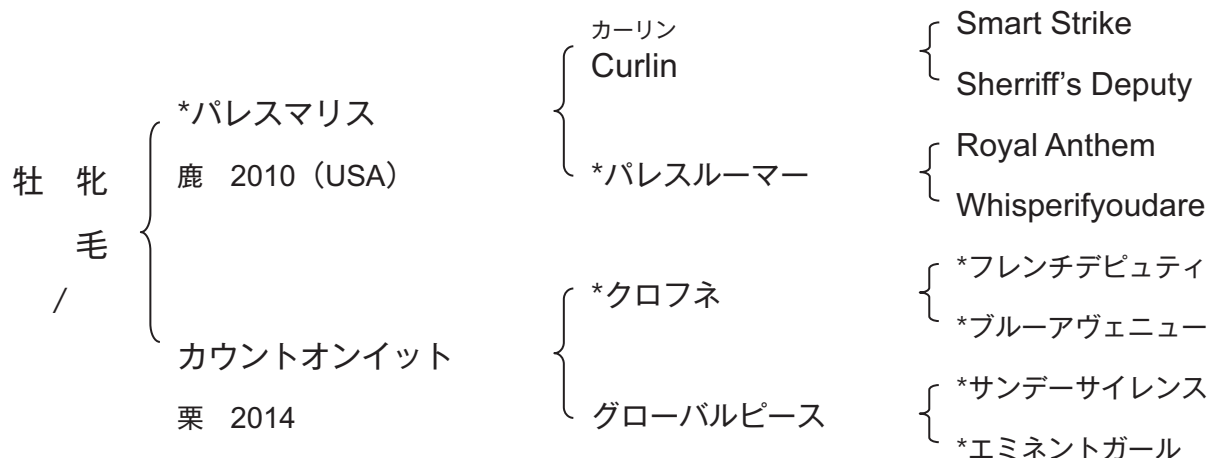 牡 牝
毛
/
*パレスマリス
鹿 2010（USA）
カウントオンイット
栗 2014
カーリン
Curlin
*パレスルーマー
*クロフネ
グローバルピース
Smart Strike
Sherriff’s Deputy
Royal Anthem
Whisperifyoudare
*フレンチデピュティ
*ブルーアヴェニュー
*サンデーサイレンス
*エミネントガール